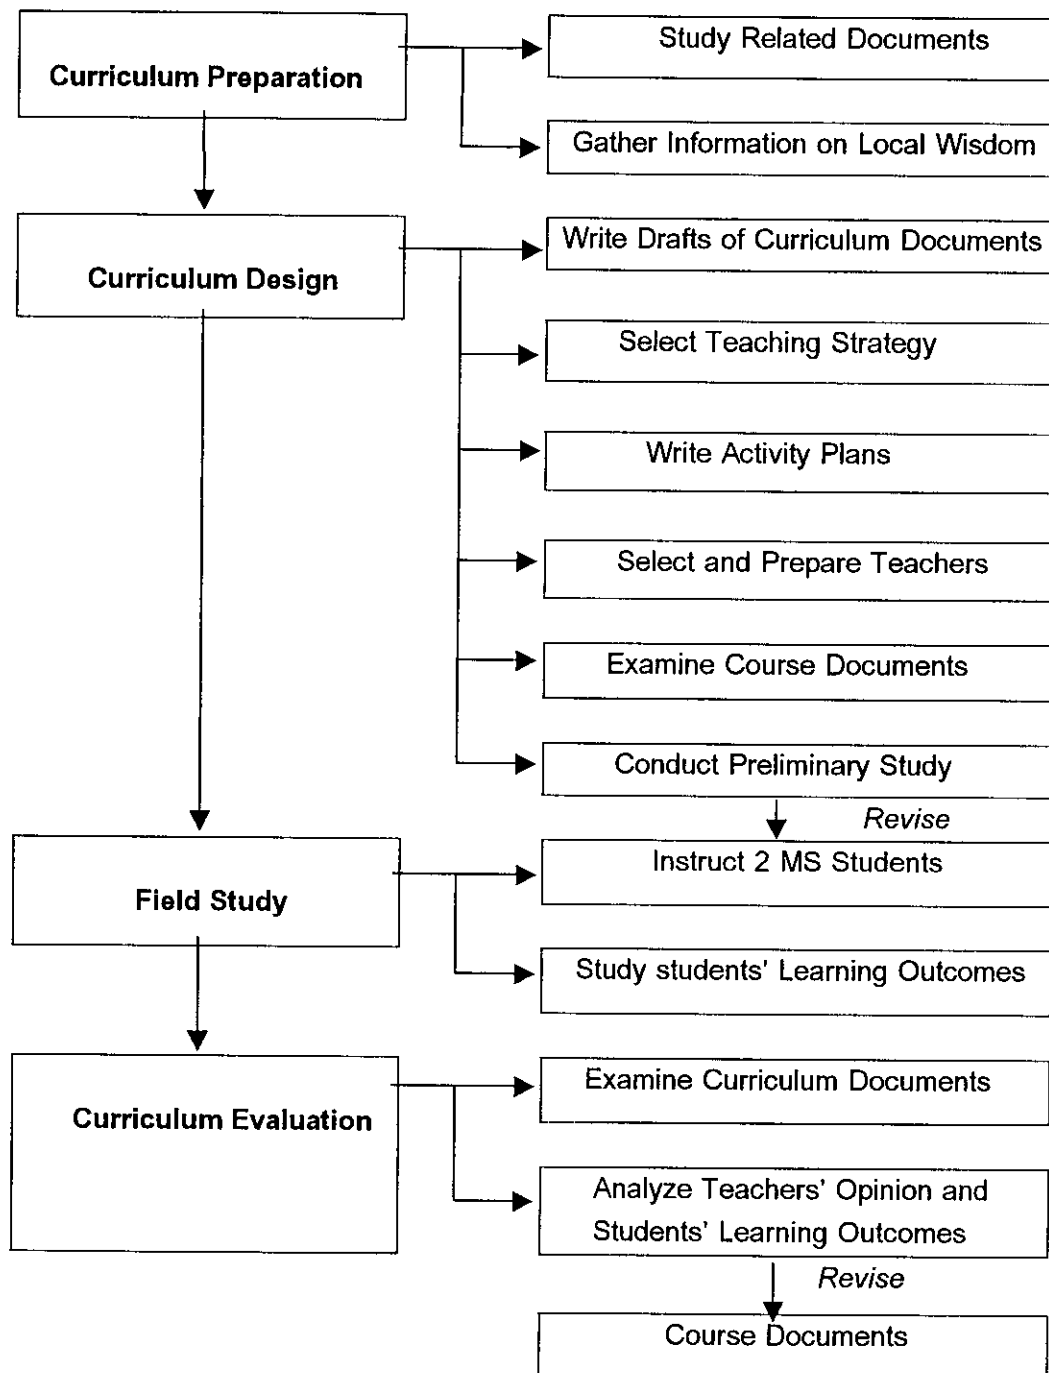 Curriculum Preparation
Study Related Documents
Gather Information on Local Wisdom
Curriculum Design
Write Drafts of Curriculum Documents
Select Teaching Strategy
Write Activity Plans
Select and Prepare Teachers
Examine Course Documents
Conduct Preliminary Study
Revise
Field Study
Instruct 2 MS Students
Study students' Learning Outcomes
Curriculum Evaluation
Examine Curriculum Documents
Analyze Teachers' Opinion and
Students' Learning Outcomes
Revise
Course Documents